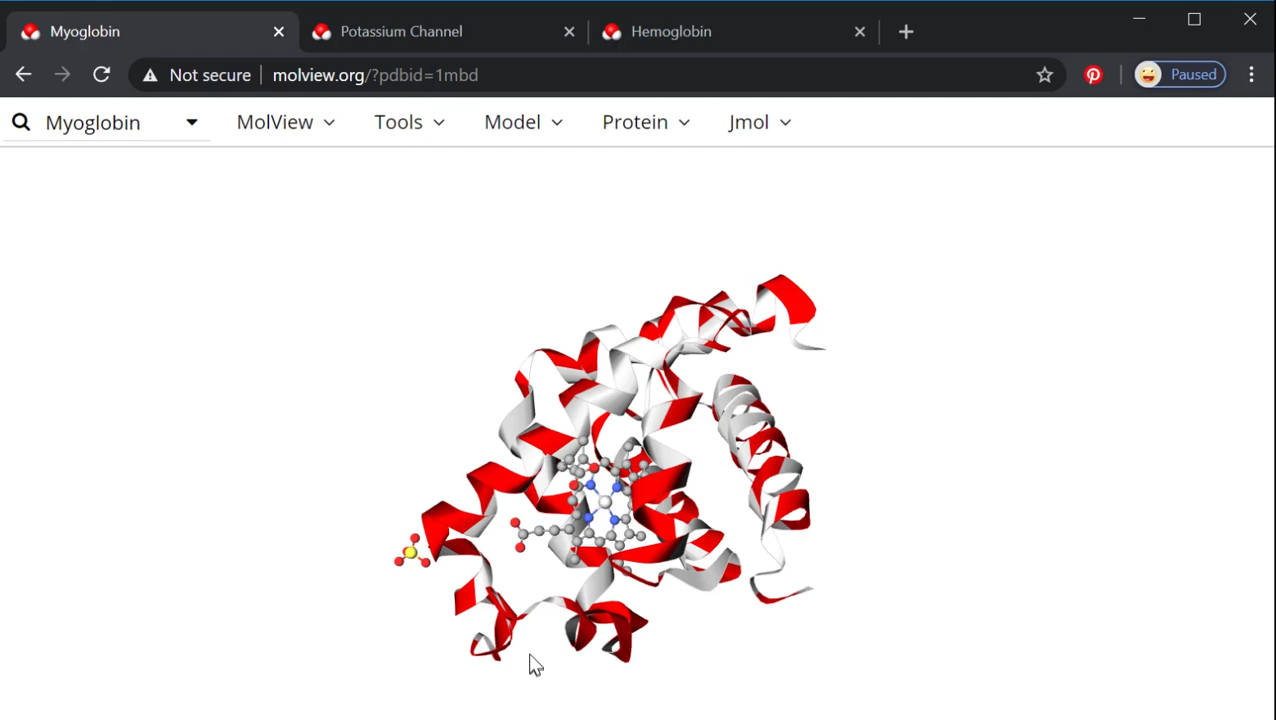 Myoglobin Potassium Channel Hemoglobin
Not secure molview.org/?pdbid=1mbd Paused
Myoglobin MolView Tools Model Protein Jmol